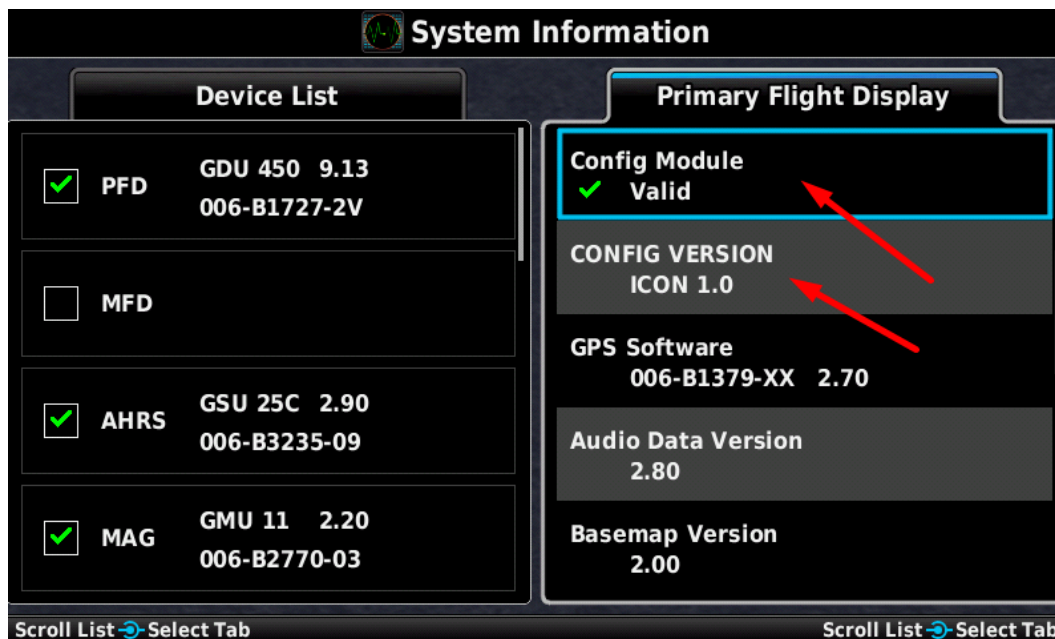 System Information
Device List
PFD
GDU 450 9.13
006-B1727-2V
MFD
AHRS
GSU 25C 2.90
006-B3235-09
MAG
GMU 11 2.20
006-B2770-03
Primary Flight Display
Config Module
Valid
CONFIG VERSION
ICON 1.0
GPS Software
006-B1379-XX 2.70
Audio Data Version
2.80
Basemap Version
2.00
Scroll List Select Tab
Scroll List Select Tab